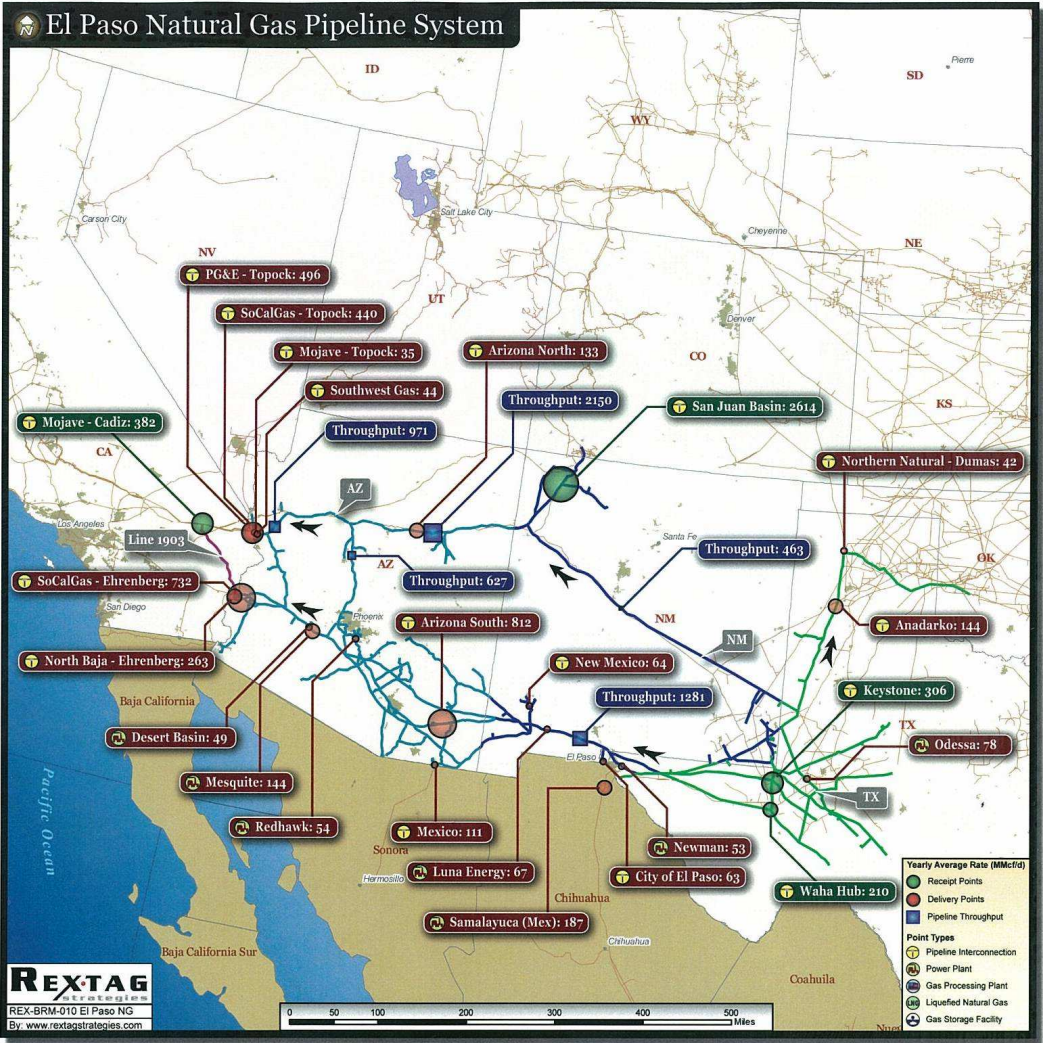 El Paso Natural Gas Pipeline System
ID
SD
Pierre
WY
Carson City
Salt Lake City
Cheyenne
NE
NV
PG&E - Topock: 496
UT
SoCalGas - Topock: 440
Denver
Mojave - Topock: 35
Arizona North: 133
CO
Southwest Gas: 44
Throughput: 2150
San Juan Basin: 2614
KS
Mojave - Cadiz: 382
Throughput: 971
CA
Northern Natural - Dumas: 42
AZ
Los Angeles
Line 1903
Santa Fe
Throughput: 463
OK
AZ
SoCalGas - Ehrenberg: 732
Throughput: 627
San Diego
Phoenix
Arizona South: 812
NM
Anadarko: 144
NM
North Baja - Ehrenberg: 263
New Mexico: 64
Keystone: 306
Baja California
Throughput: 1281
TX
Desert Basin: 49
Odessa: 78
El Paso
Mesquite: 144
TX
Pacific Ocean
Redhawk: 54
Mexico: 111
Newman: 53
Sonora
Luna Energy: 67
City of El Paso: 63
Hermosillo
Waha Hub: 210
Chihuahua
Samalayuca (Mex): 187
Chihuahua
Baja California Sur
Coahuila
Yearly Average Rate (MMcf/d)
Receipt Points
Delivery Points
Pipeline Throughput
Point Types
Pipeline Interconnection
Power Plant
Gas Processing Plant
LNG Liquefied Natural Gas
Gas Storage Facility
REXTAG
strategies
REX-BRM-010 El Paso NG
By: www.rextagstrategies.com
0 50 100 200 300 400 500
Miles